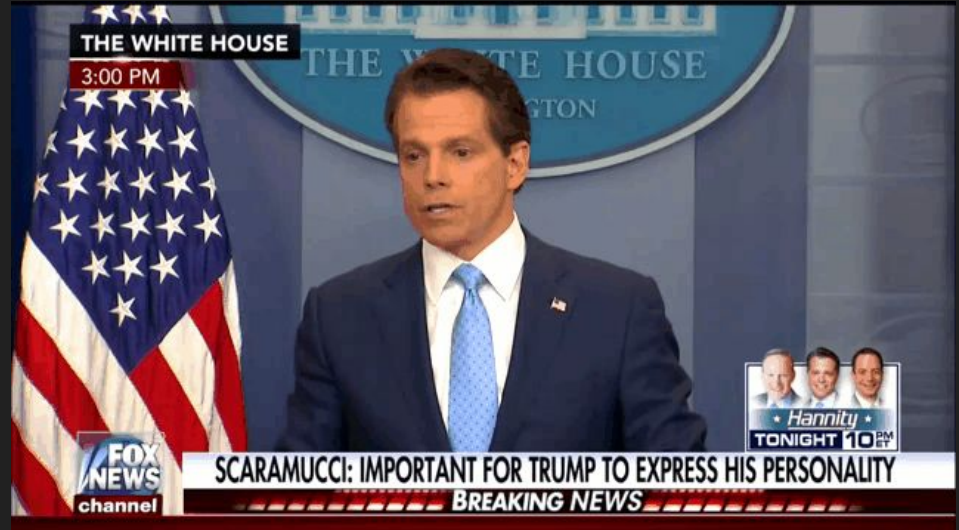 THE WHITE HOUSE
3:00 PM
THE WHITE HOUSE
GTON
Hannity
TONIGHT 10 PM ET
FOX
NEWS
channel
SCARAMUCCI: IMPORTANT FOR TRUMP TO EXPRESS HIS PERSONALITY
BREAKING NEWS